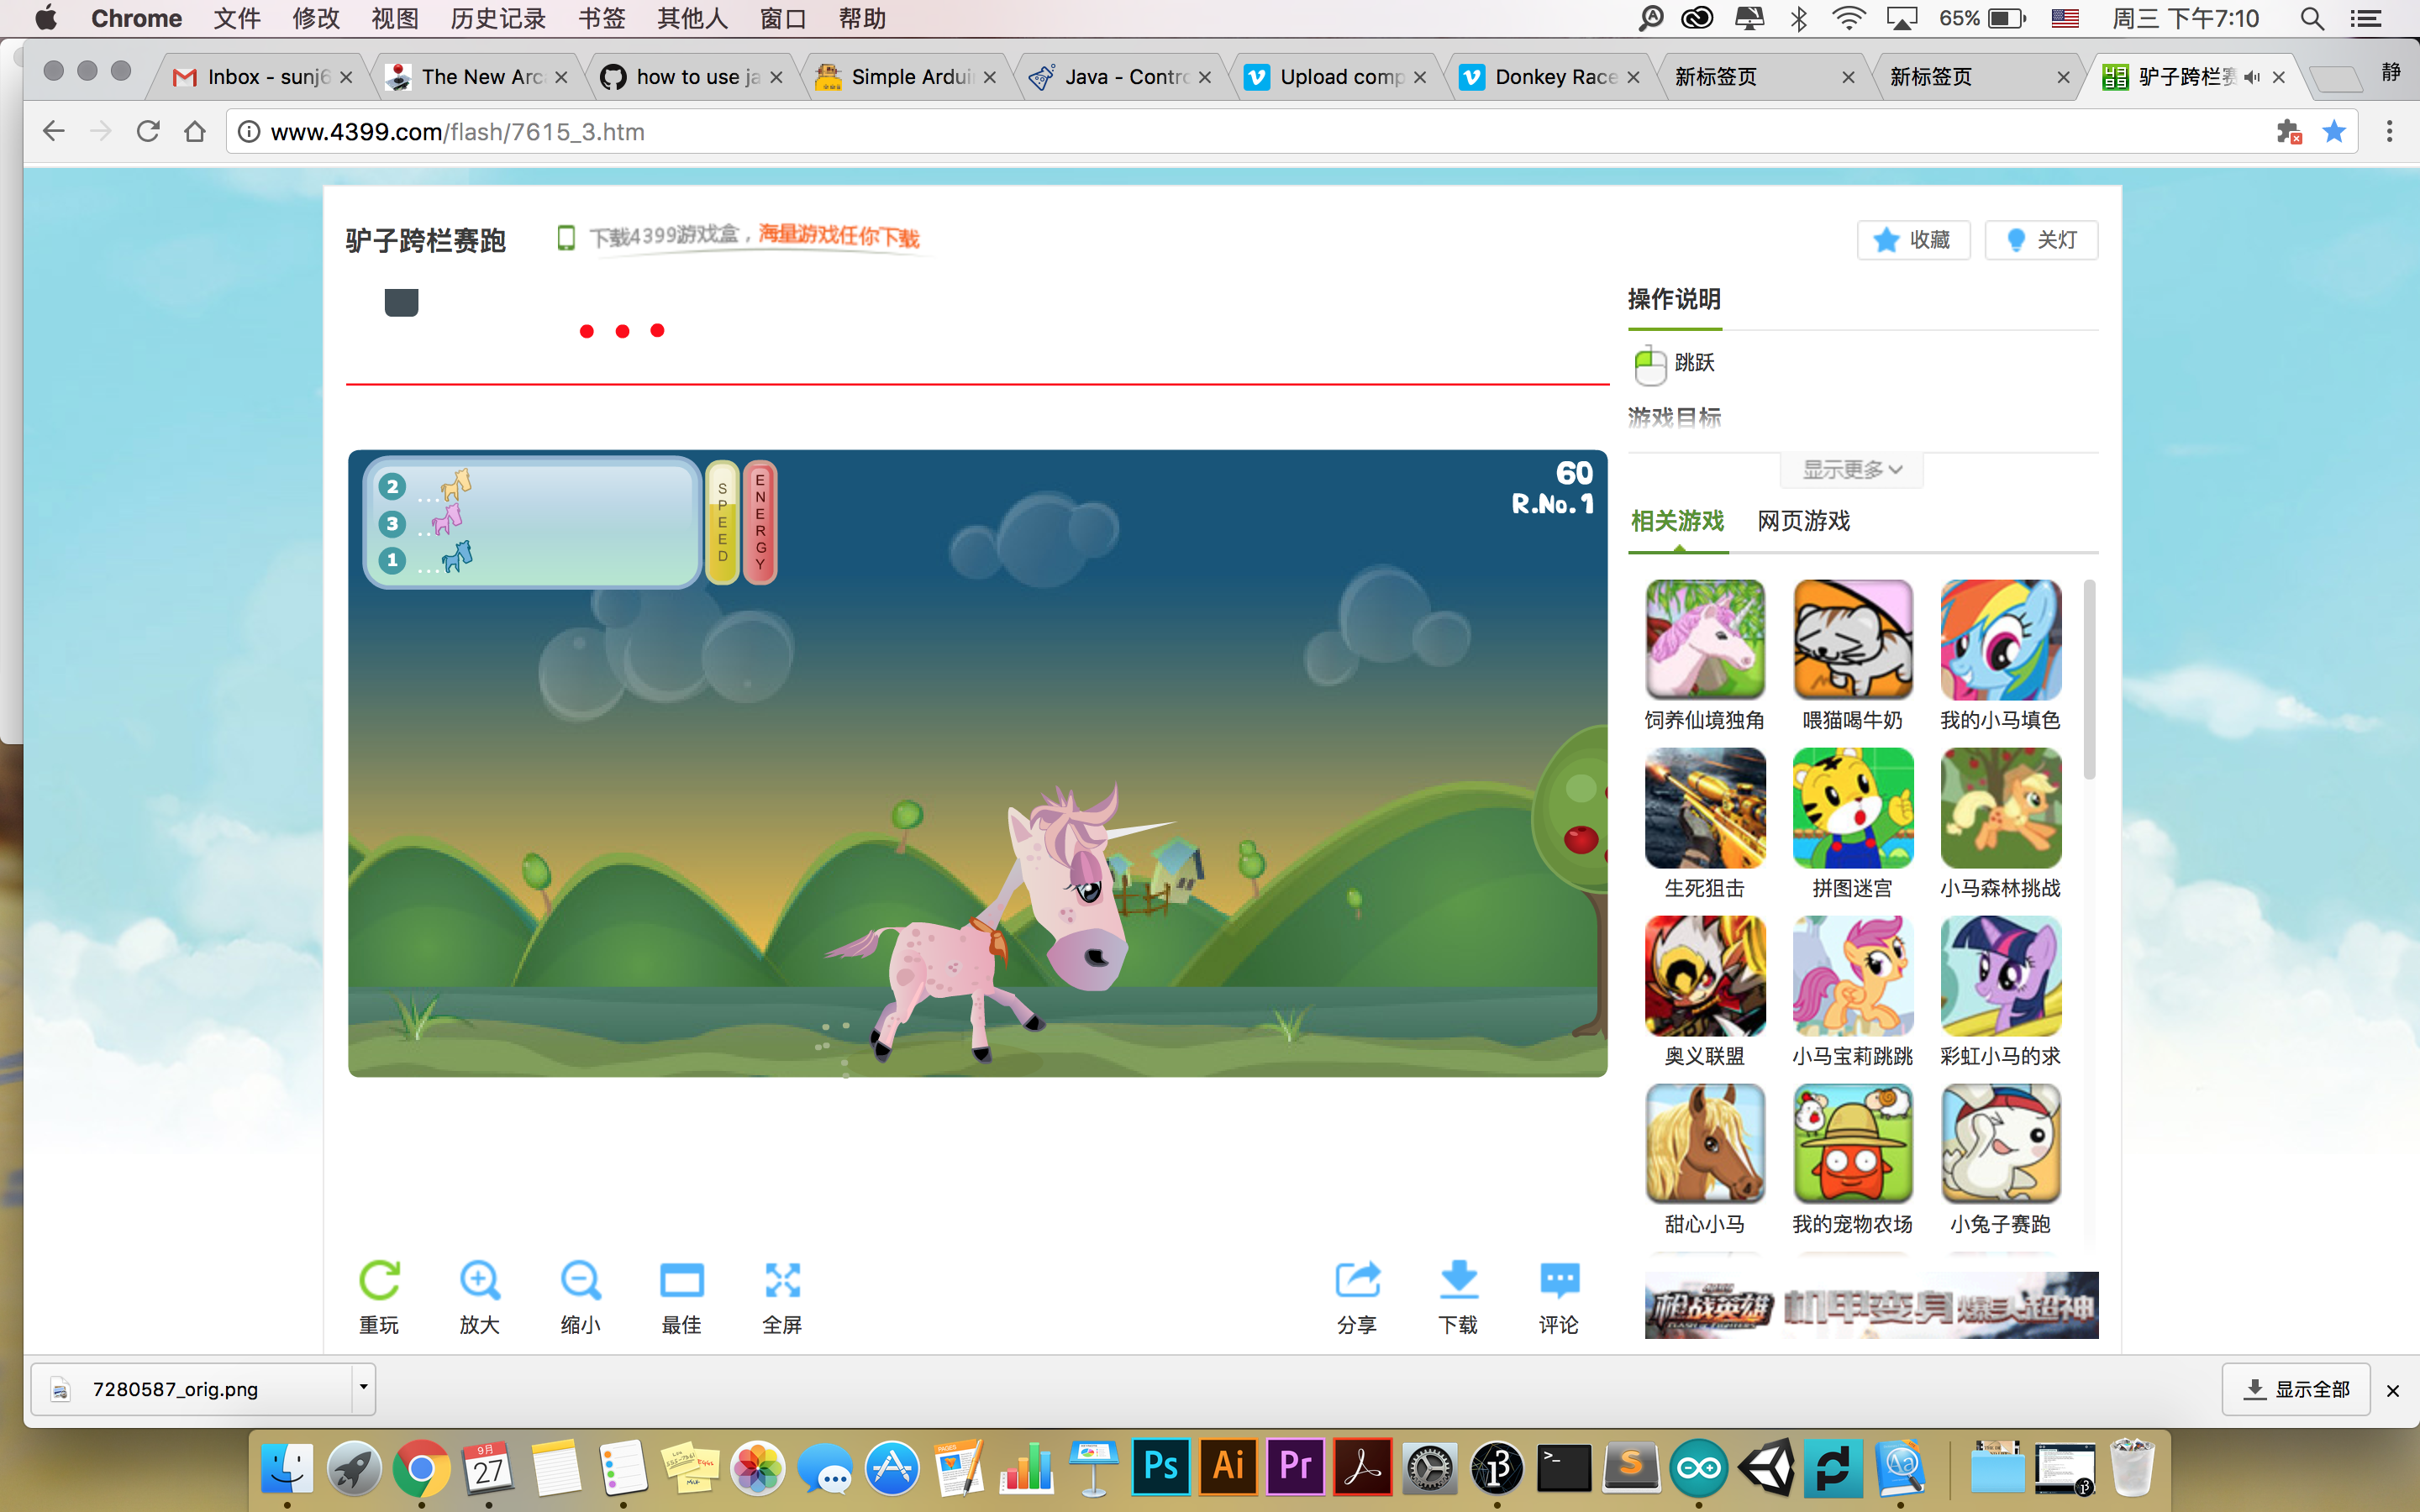 Chrome 文件 修改 视图 历史记录 书签 其他人 窗口 帮助 65% 周三 下午7:10
Inbox - sunj6 The New Arc how to use ja Simple Ardui Java - Contro Upload comp Donkey Race 新标签页 新标签页 驴子跨栏赛 静
www.4399.com/flash/7615_3.htm
驴子跨栏赛跑 下载4399游戏盒，海量游戏任你下载 收藏 关灯
操作说明
跳跃
游戏目标
显示更多
2
3
1
SPEED
ENERGY
60
R.No.1
相关游戏 网页游戏
饲养仙境独角 喂猫喝牛奶 我的小马填色
生死狙击 拼图迷宫 小马森林挑战
奥义联盟 小马宝莉跳跳 彩虹小马的求
甜心小马 我的宠物农场 小兔子赛跑
枪战英雄 机甲变身 爆头超神
重玩 放大 缩小 最佳 全屏 分享 下载 评论
7280587_orig.png 显示全部
9月
27
PAGES
Ps Ai Pr
>_
S
Aa